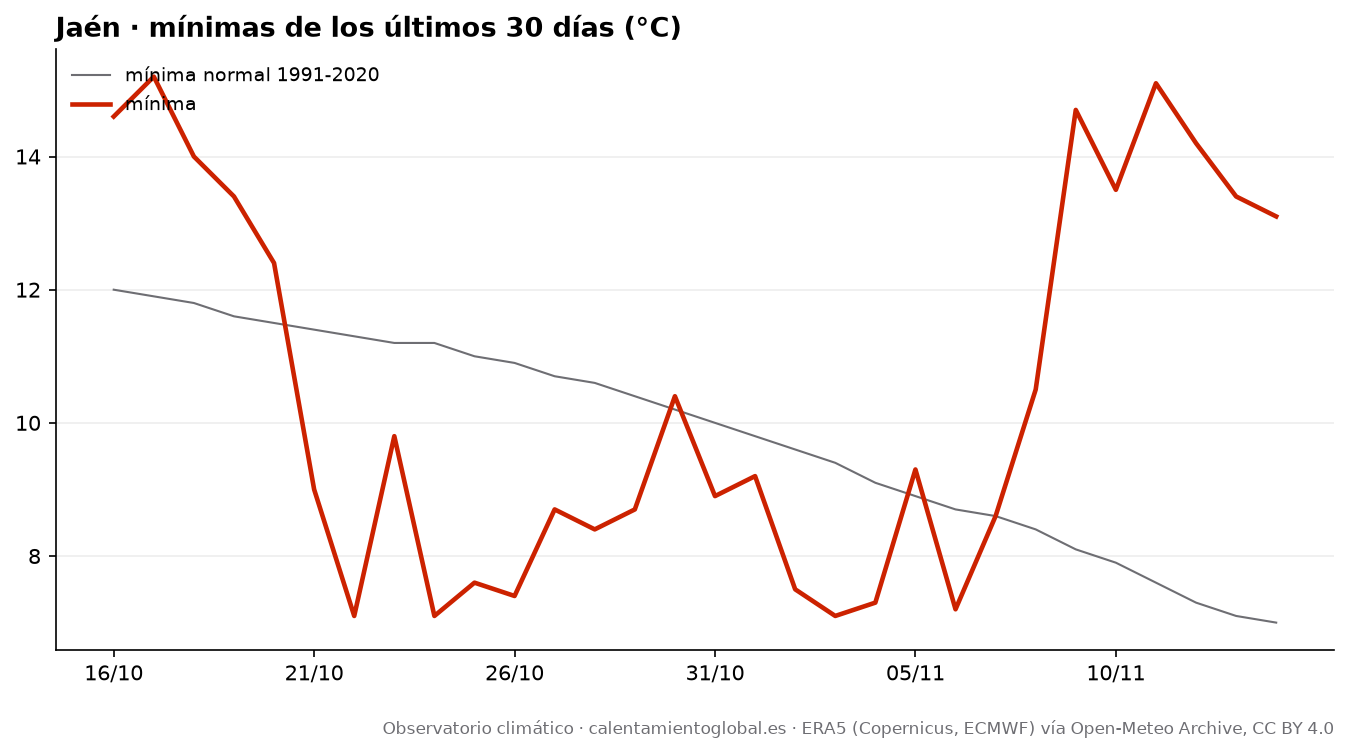 Jaén · mínimas de los últimos 30 días (°C)
mínima normal 1991-2020
mínima
14
12
10
8
16/10
21/10
26/10
31/10
05/11
10/11
Observatorio climático · calentamientoglobal.es · ERA5 (Copernicus, ECMWF) vía Open-Meteo Archive, CC BY 4.0